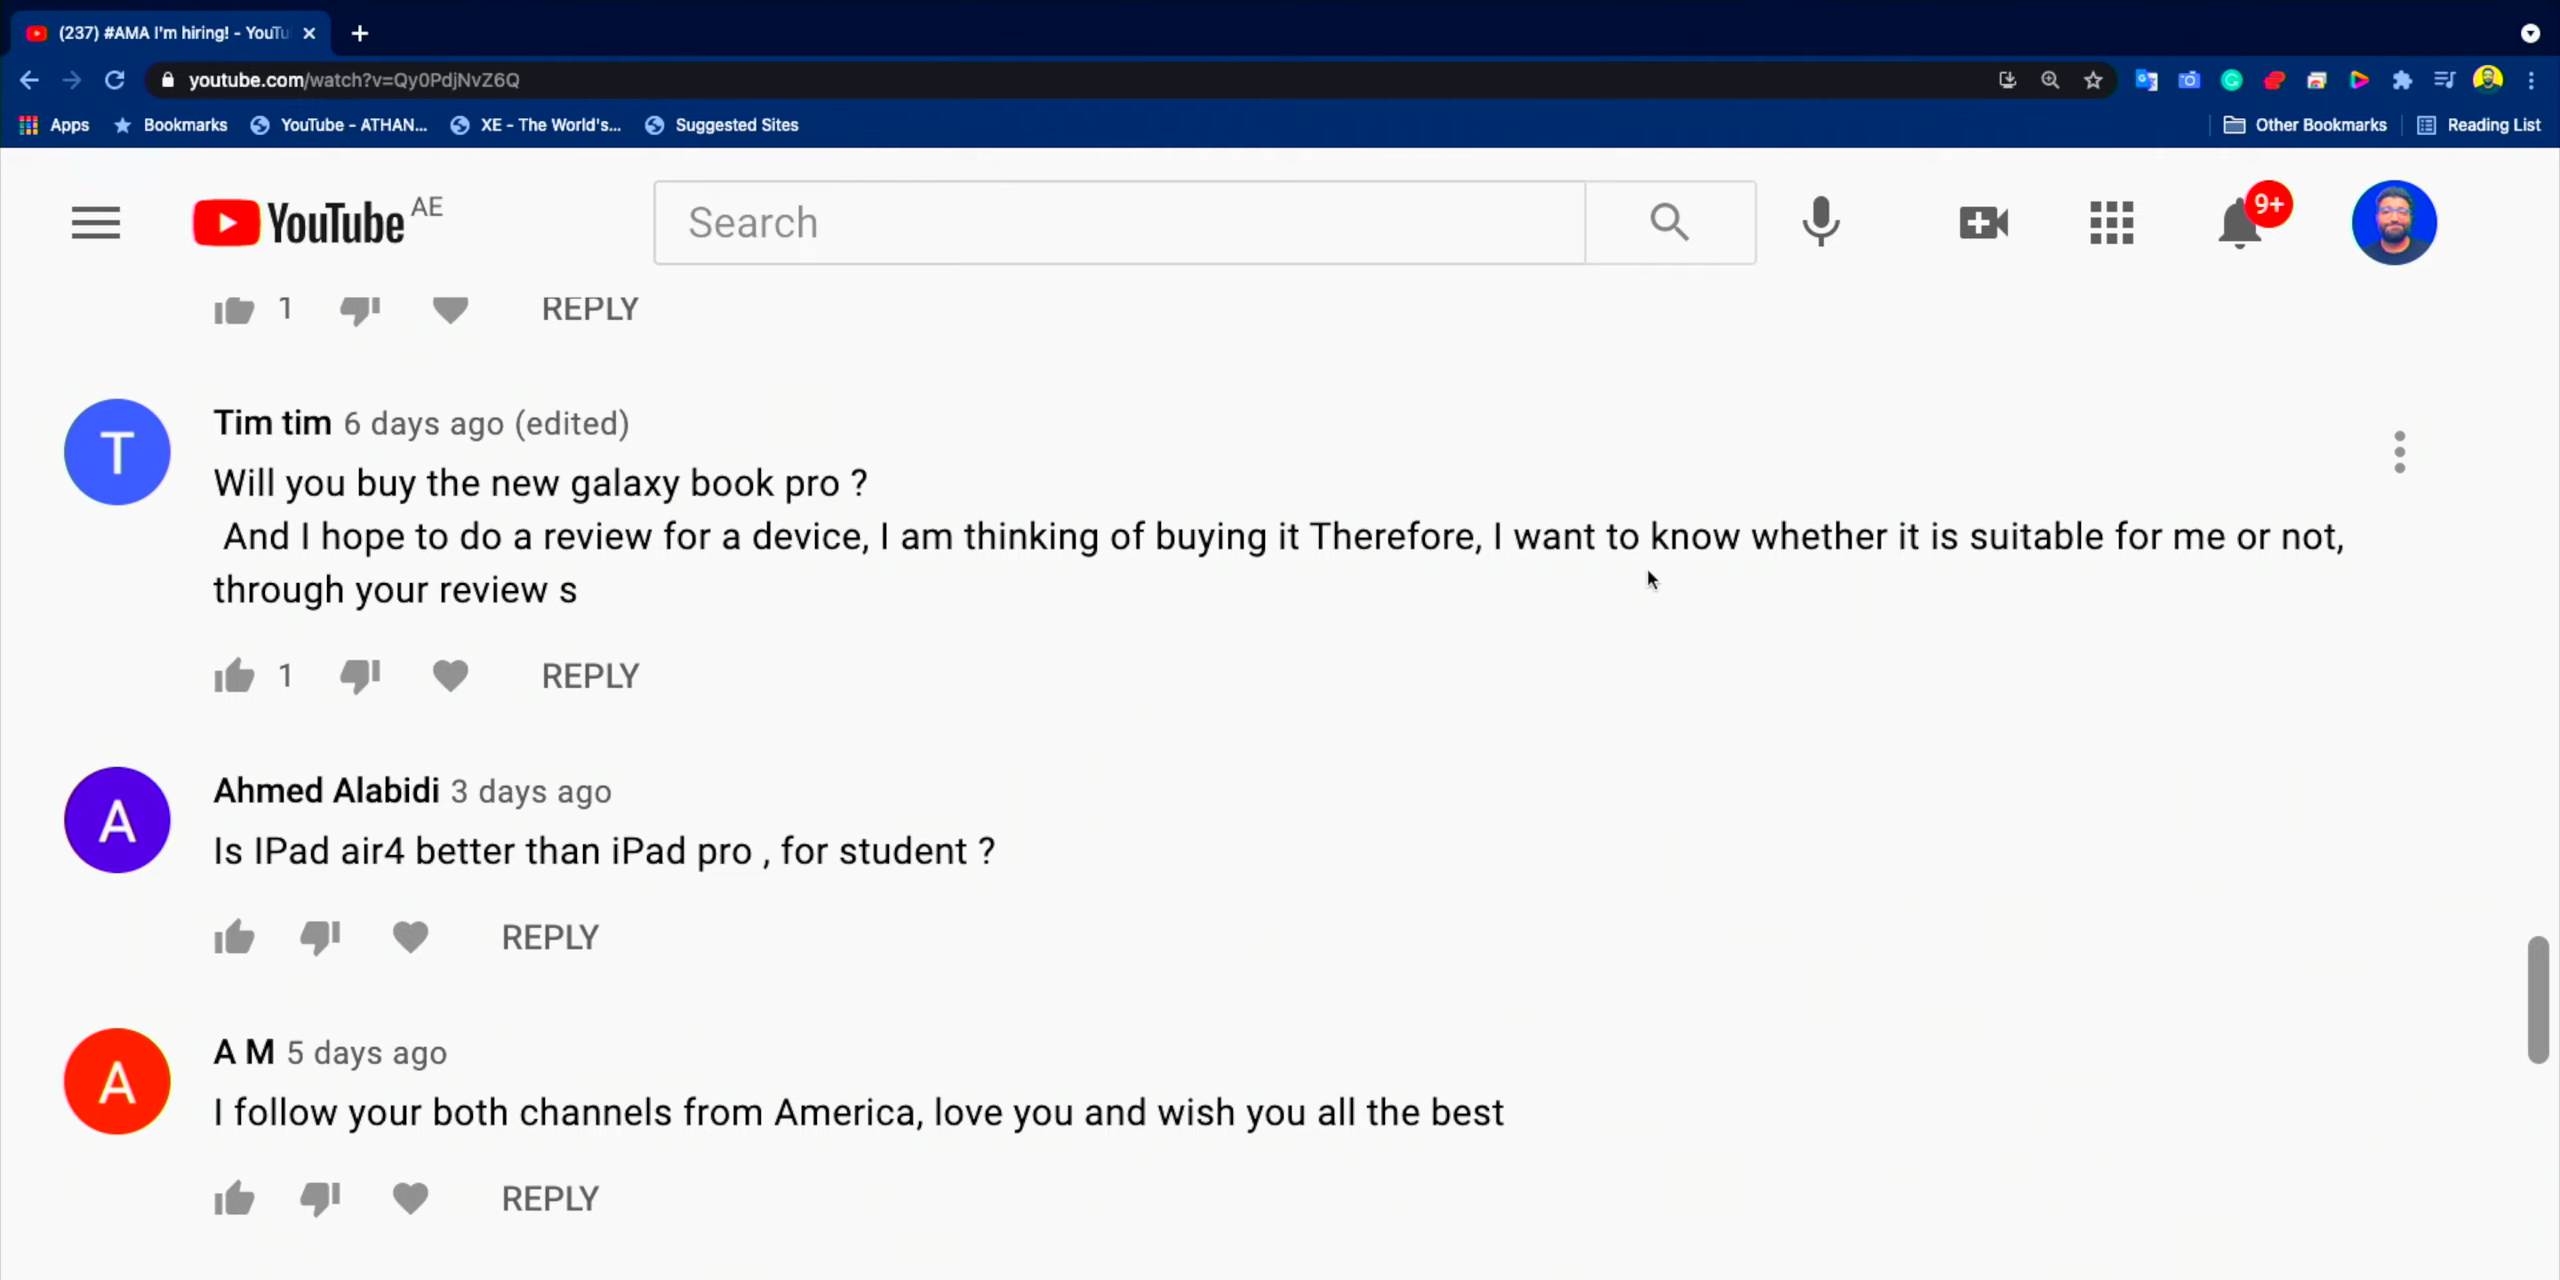 (237) #AMA I'm hiring! - YouTu
youtube.com/watch?v=Qy0PdjNvZ6Q
Apps Bookmarks YouTube - ATHAN... XE - The World's... Suggested Sites Other Bookmarks Reading List
YouTube AE Search 9+
1 REPLY
T
Tim tim 6 days ago (edited)
Will you buy the new galaxy book pro ?
And I hope to do a review for a device, I am thinking of buying it Therefore, I want to know whether it is suitable for me or not,
through your review s
1 REPLY
A
Ahmed Alabidi 3 days ago
Is IPad air4 better than iPad pro , for student ?
REPLY
A
A M 5 days ago
I follow your both channels from America, love you and wish you all the best
REPLY